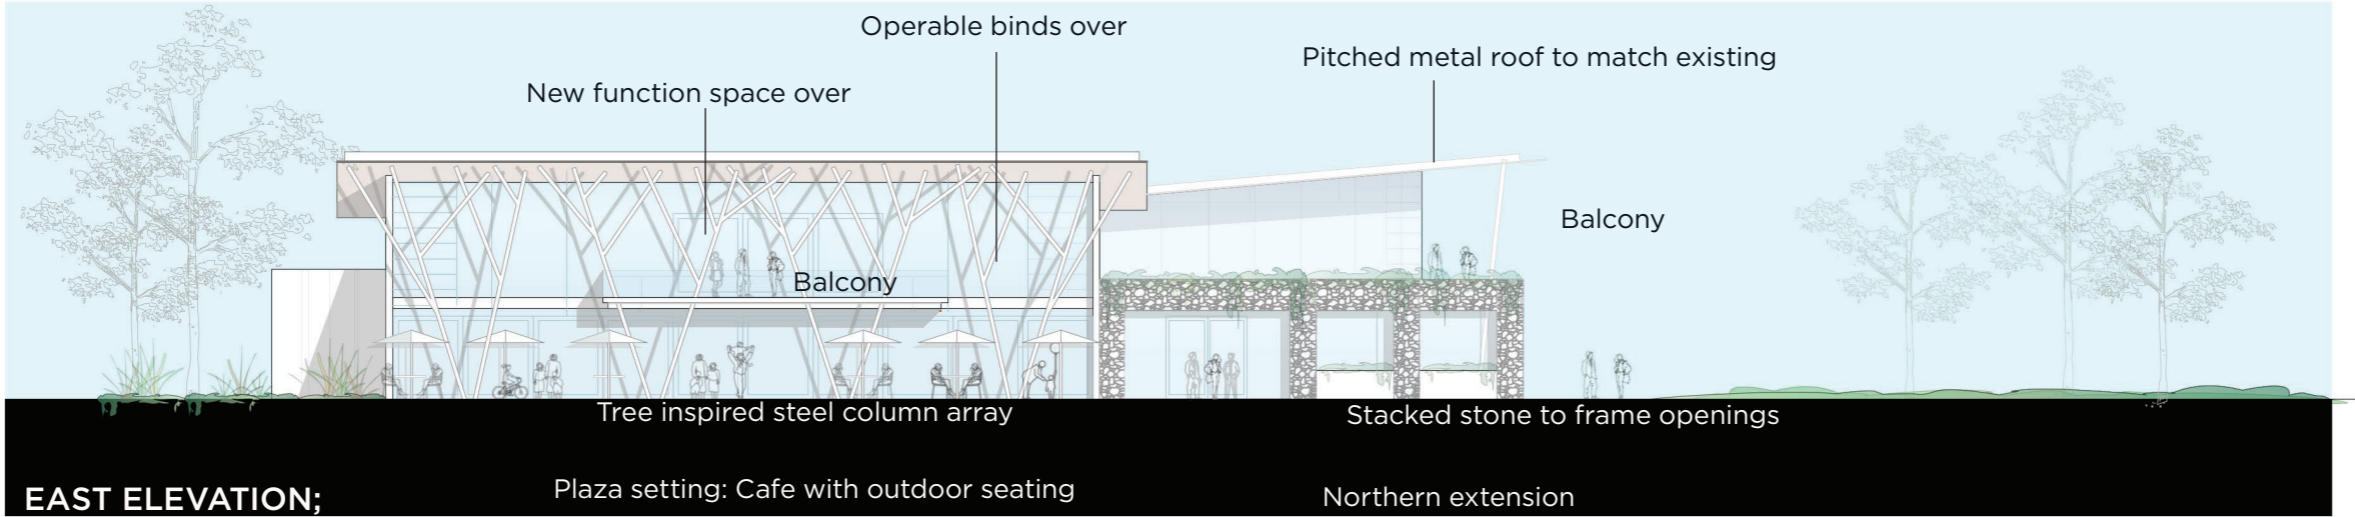 Operable binds over
Pitched metal roof to match existing
New function space over
Balcony
Balcony
Tree inspired steel column array
Stacked stone to frame openings
Plaza setting: Cafe with outdoor seating
Northern extension
EAST ELEVATION;